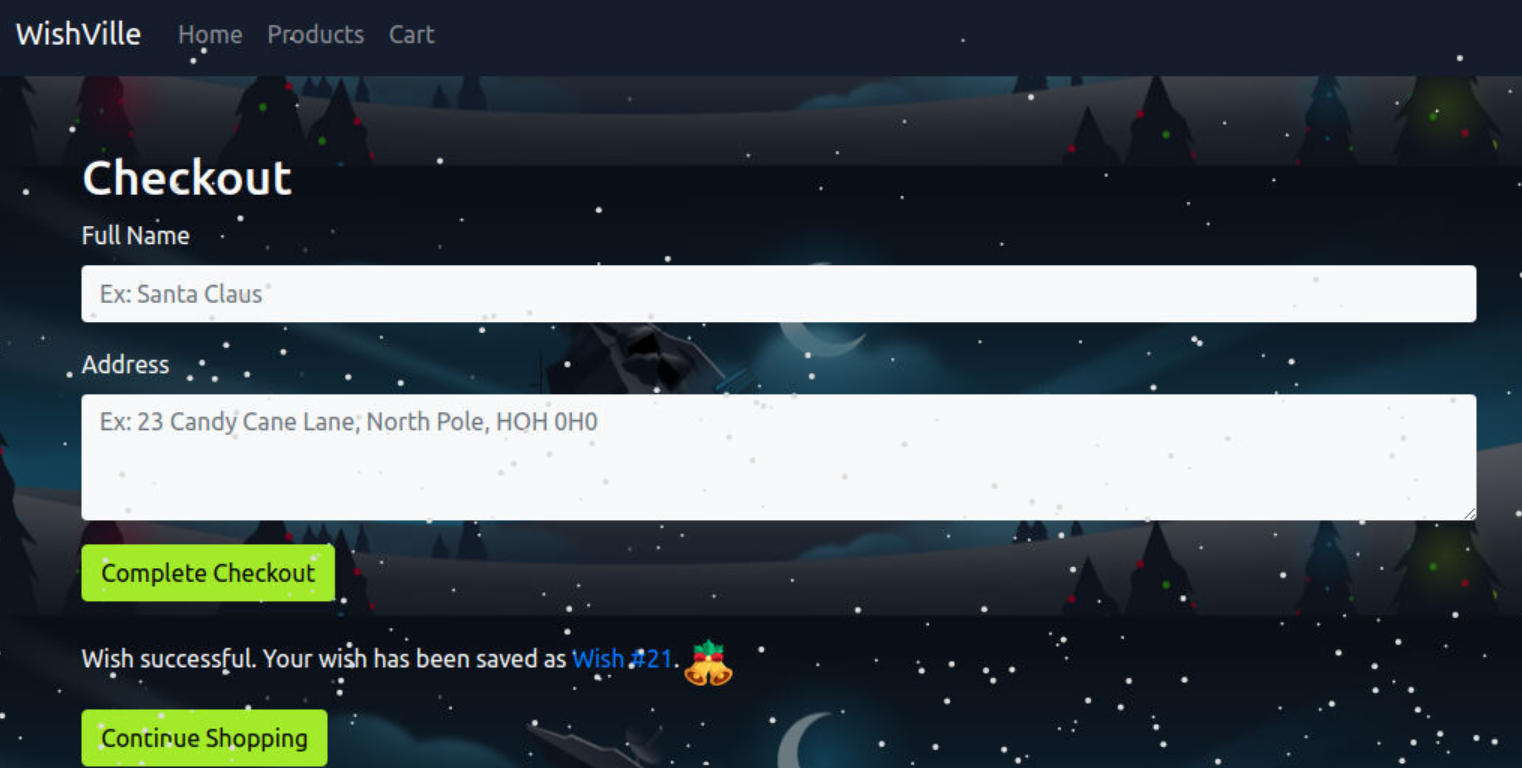 WishVille Home Products Cart
Checkout
Full Name
Ex: Santa Claus
Address
Ex: 23 Candy Cane Lane, North Pole, HOH 0H0
Complete Checkout
Wish successful. Your wish has been saved as Wish #21.
Continue Shopping